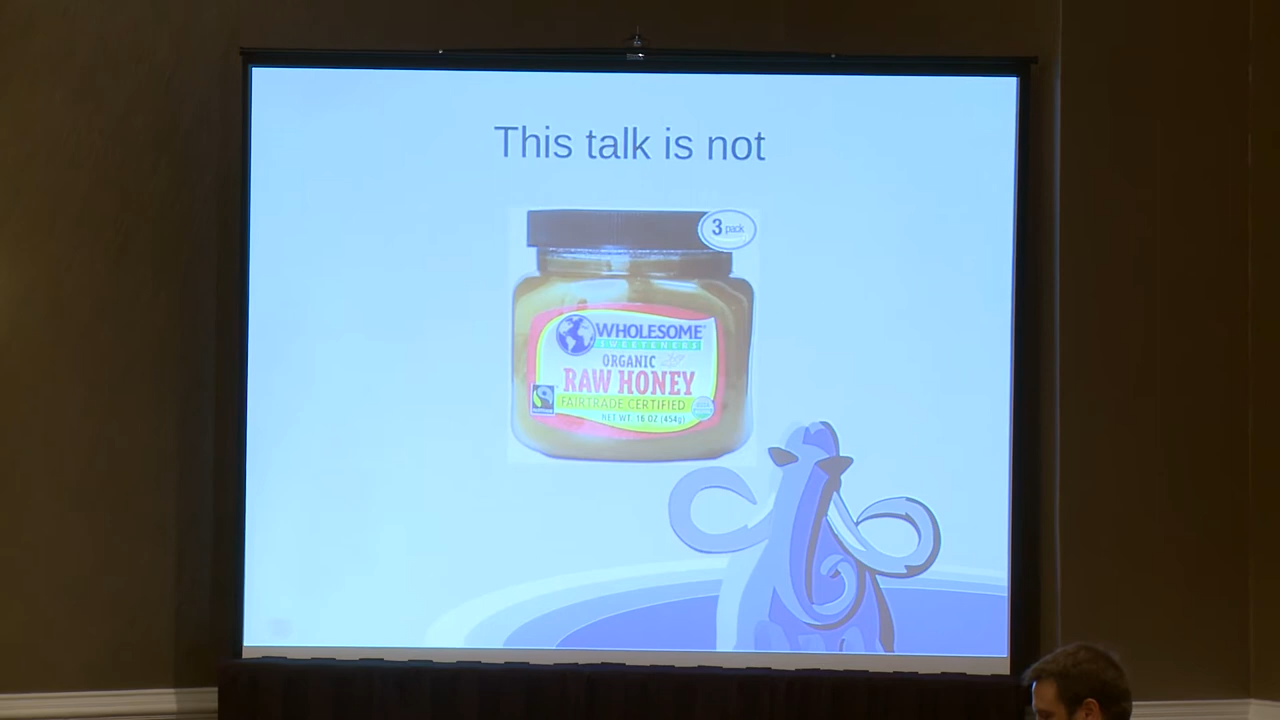 This talk is not
3 pack
WHOLESOME
SWEETENERS
ORGANIC
RAW HONEY
FAIRTRADE CERTIFIED
NET WT. 16 OZ (454g)